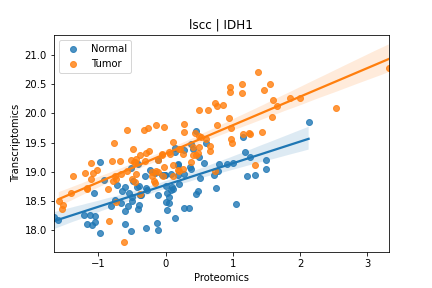 lscc | IDH1
Normal
Tumor
Transcriptomics
21.0
20.5
20.0
19.5
19.0
18.5
18.0
−1
0
1
2
3
Proteomics